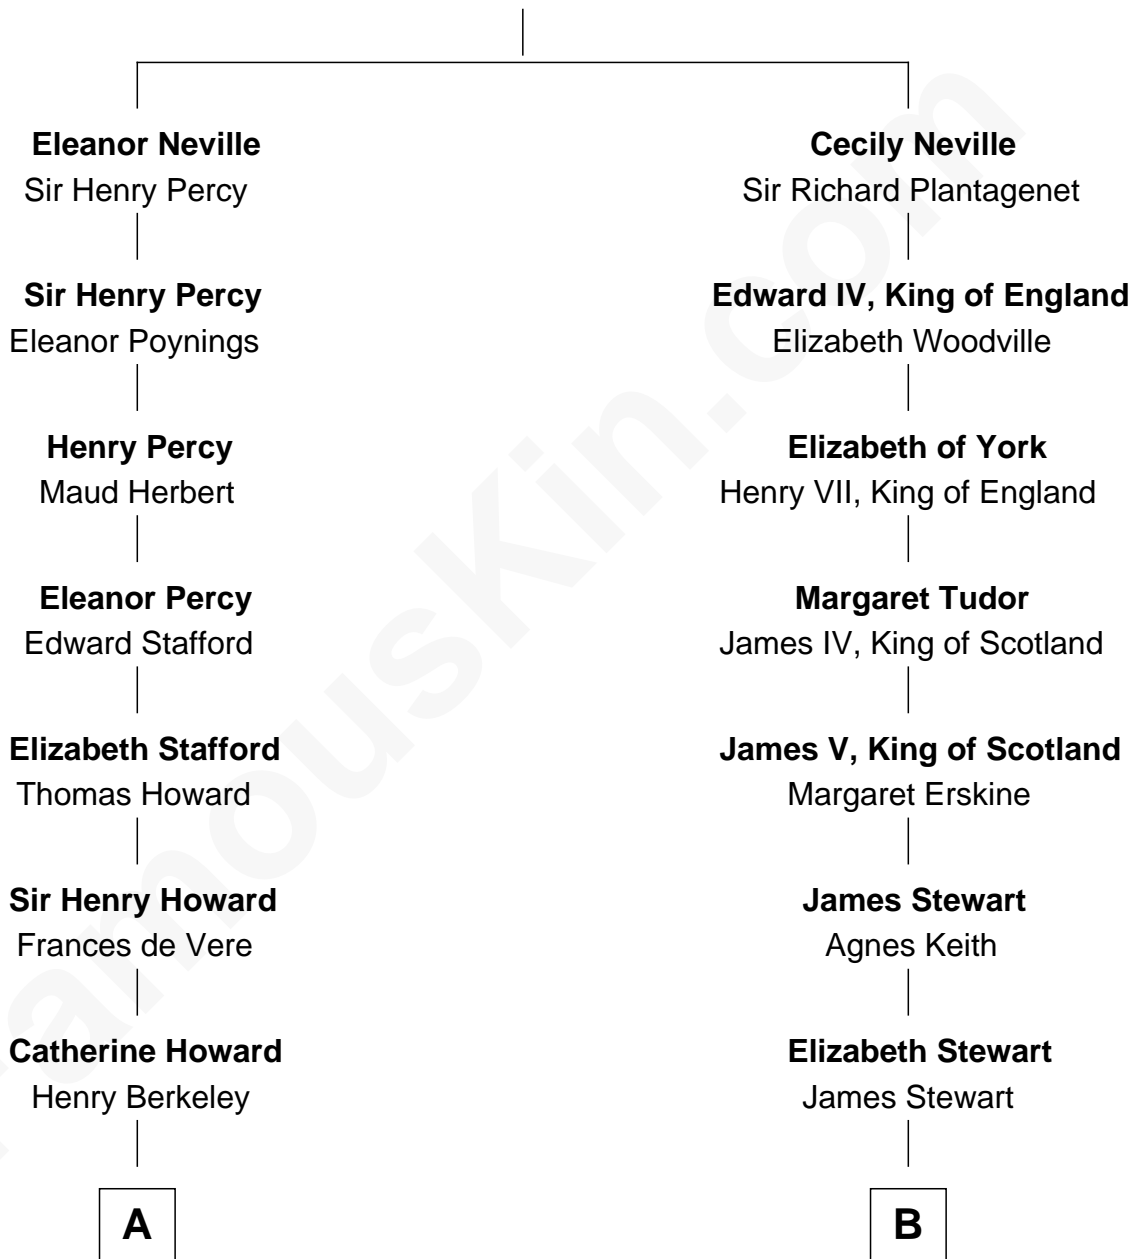 Eleanor Neville
Sir Henry Percy
Sir Henry Percy
Eleanor Poynings
Henry Percy
Maud Herbert
Eleanor Percy
Edward Stafford
Elizabeth Stafford
Thomas Howard
Sir Henry Howard
Frances de Vere
Catherine Howard
Henry Berkeley
A
Cecily Neville
Sir Richard Plantagenet
Edward IV, King of England
Elizabeth Woodville
Elizabeth of York
Henry VII, King of England
Margaret Tudor
James IV, King of Scotland
James V, King of Scotland
Margaret Erskine
James Stewart
Agnes Keith
Elizabeth Stewart
James Stewart
B
FamousKin.com